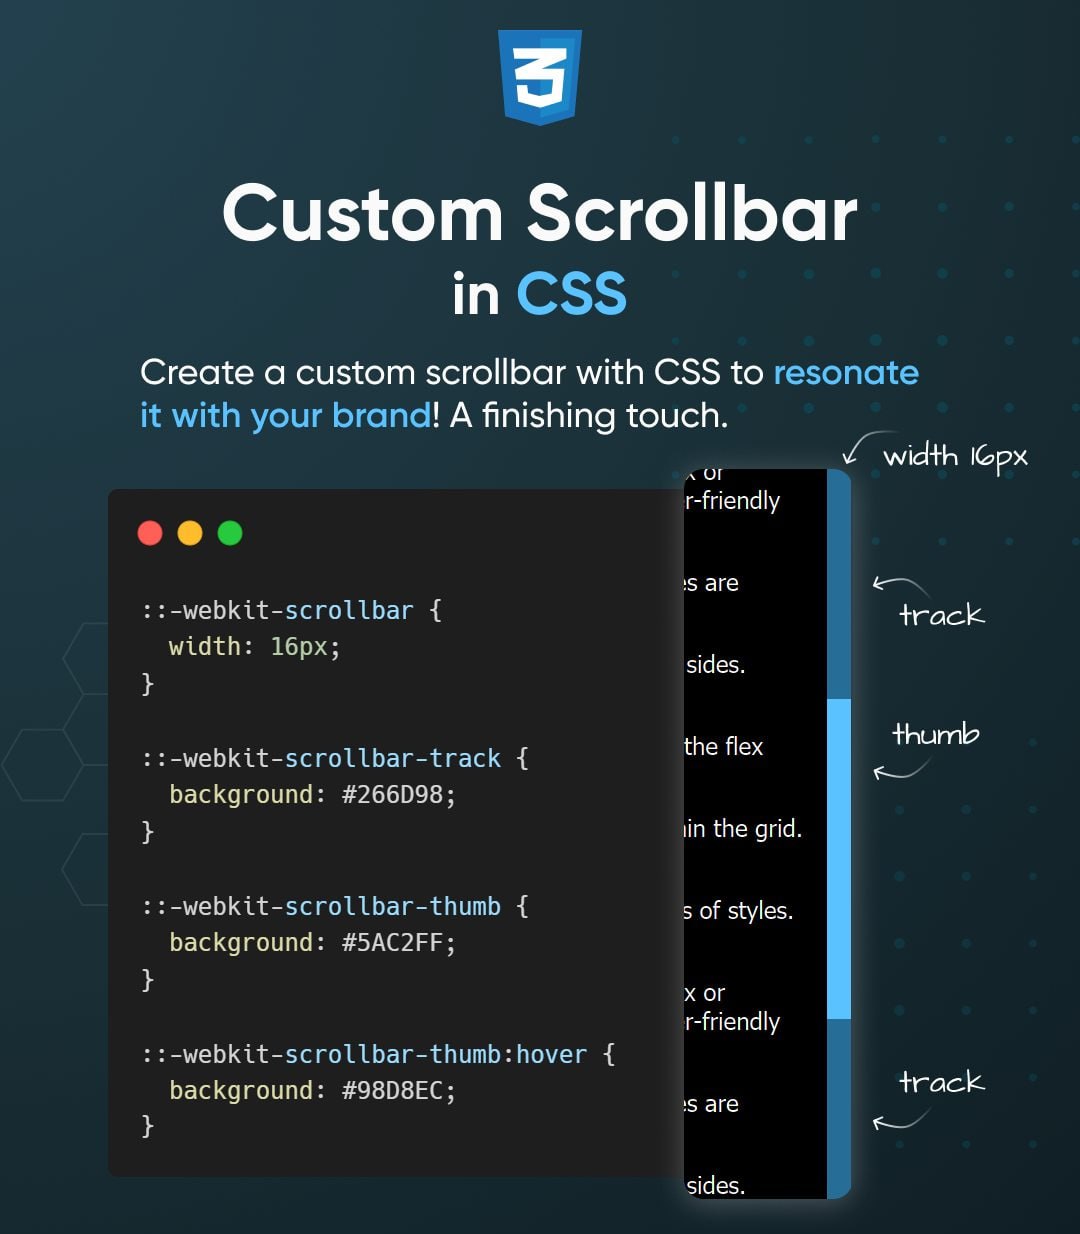 Custom Scrollbar
in CSS
Create a custom scrollbar with CSS to resonate
it with your brand! A finishing touch.
width 16px
::-webkit-scrollbar {
width: 16px;
}
::-webkit-scrollbar-track {
background: #266D98;
}
::-webkit-scrollbar-thumb {
background: #5AC2FF;
}
::-webkit-scrollbar-thumb:hover {
background: #98D8EC;
}
x or
r-friendly
es are
sides.
the flex
in the grid.
s of styles.
x or
r-friendly
es are
sides.
track
thumb
track